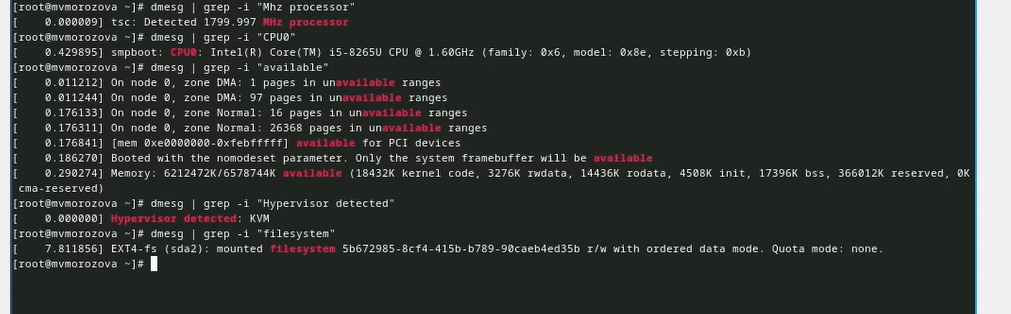 [root@mvmorozova ~]# dmesg | grep -i "Mhz processor"
[    0.000009] tsc: Detected 1799.997 MHz processor
[root@mvmorozova ~]# dmesg | grep -i "CPU0"
[    0.429895] smpboot: CPU0: Intel(R) Core(TM) i5-8265U CPU @ 1.60GHz (family: 0x6, model: 0x8e, stepping: 0xb)
[root@mvmorozova ~]# dmesg | grep -i "available"
[    0.011212] On node 0, zone DMA: 1 pages in unavailable ranges
[    0.011244] On node 0, zone DMA: 97 pages in unavailable ranges
[    0.176133] On node 0, zone Normal: 16 pages in unavailable ranges
[    0.176311] On node 0, zone Normal: 26368 pages in unavailable ranges
[    0.176841] [mem 0xe0000000-0xfebfffff] available for PCI devices
[    0.186270] Booted with the nomodeset parameter. Only the system framebuffer will be available
[    0.290274] Memory: 6212472K/6578744K available (18432K kernel code, 3276K rwdata, 14436K rodata, 4508K init, 17396K bss, 366012K reserved, 0K
 cma-reserved)
[root@mvmorozova ~]# dmesg | grep -i "Hypervisor detected"
[    0.000000] Hypervisor detected: KVM
[root@mvmorozova ~]# dmesg | grep -i "filesystem"
[    7.811856] EXT4-fs (sda2): mounted filesystem 5b672985-8cf4-415b-b789-90caeb4ed35b r/w with ordered data mode. Quota mode: none.
[root@mvmorozova ~]#